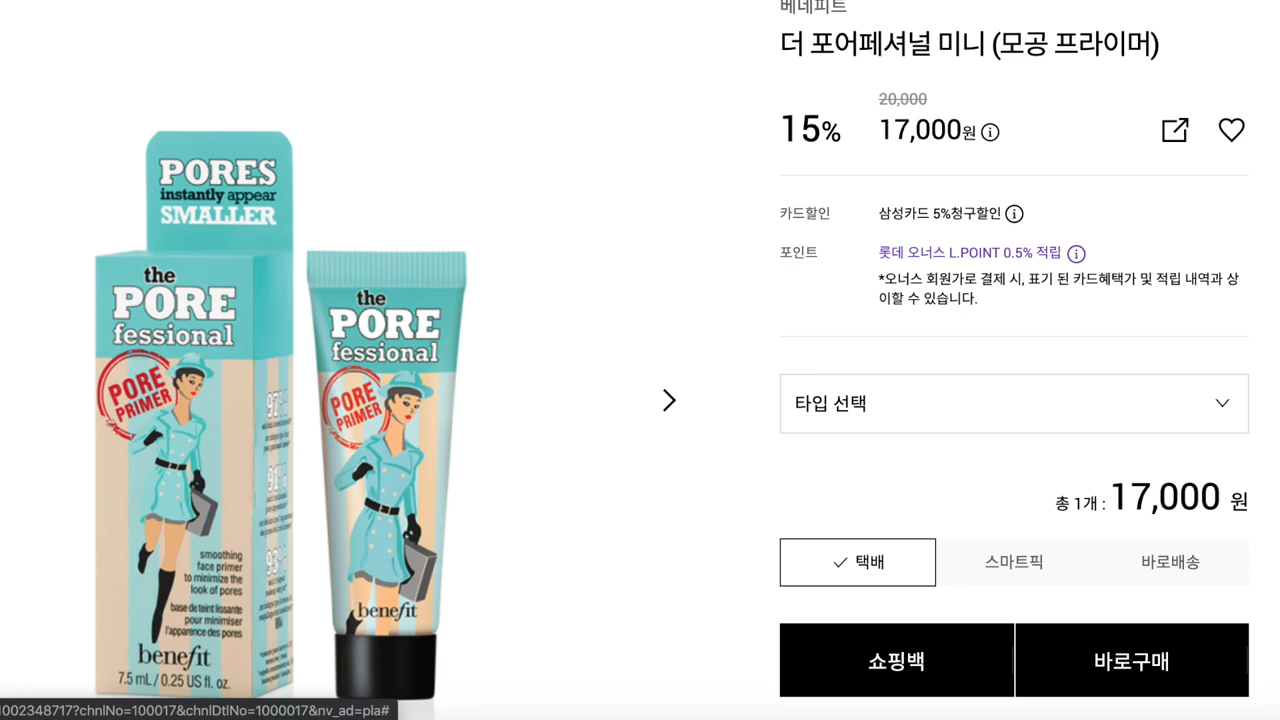 베네피트
더 포어페셔널 미니 (모공 프라이머)
20,000
15% 17,000원
카드할인 삼성카드 5%청구할인
포인트 롯데 오너스 L.POINT 0.5% 적립
*오너스 회원가로 결제 시, 표기 된 카드혜택가 및 적립 내역과 상
이할 수 있습니다.
타입 선택
총 1개 : 17,000 원
택배 스마트픽 바로배송
쇼핑백 바로구매
PORES
instantly appear
SMALLER
the
PORE
fessional
PORE
PRIMER
smoothing
face primer
to minimize the
look of pores
base de teint lissante
pour minimiser
l'apparence des pores
benefit
7.5 mL / 0.25 US fl. oz.
the
PORE
fessional
PORE
PRIMER
benefit
1002348717?chnlNo=100017&chnlDtlNo=1000017&nv_ad=pla#